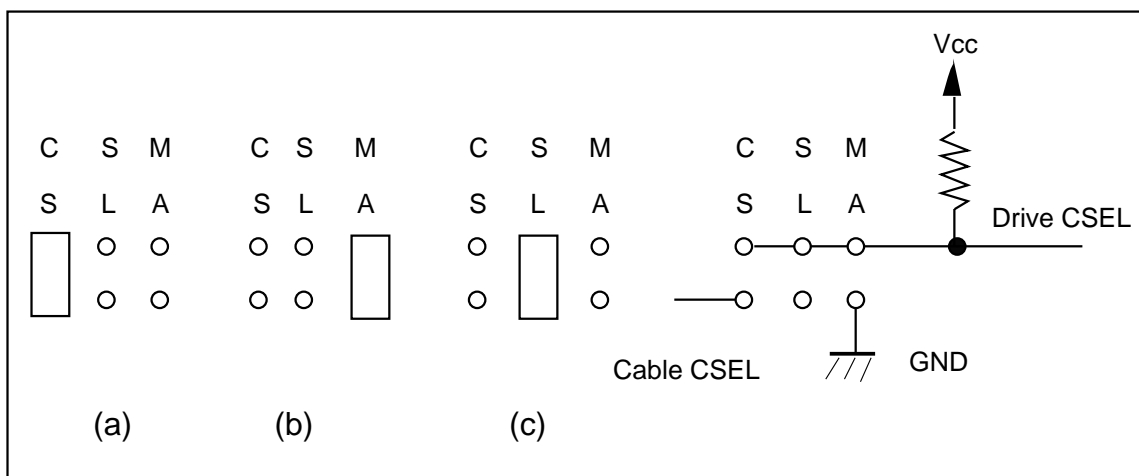 Vcc
C S M C S M C S M C S M
S L A S L A S L A S L A
Drive CSEL
Cable CSEL GND
(a) (b) (c)